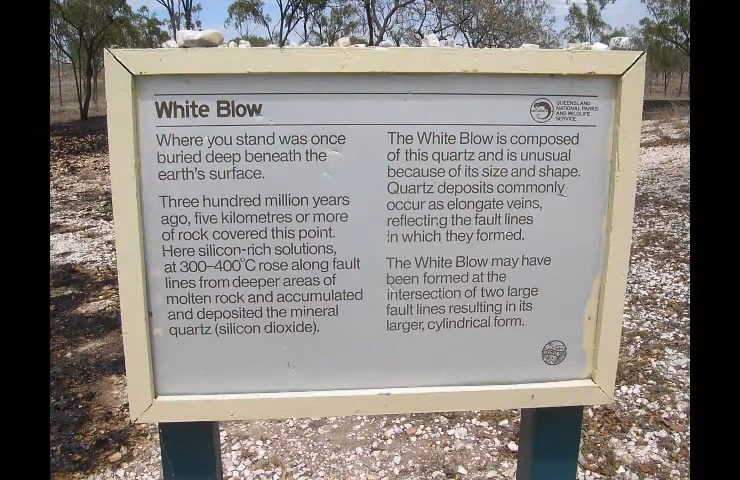 White Blow
QUEENSLAND
NATIONAL PARKS
AND WILDLIFE
SERVICE
Where you stand was once
buried deep beneath the
earth's surface.
Three hundred million years
ago, five kilometres or more
of rock covered this point.
Here silicon-rich solutions,
at 300–400°C rose along fault
lines from deeper areas of
molten rock and accumulated
and deposited the mineral
quartz (silicon dioxide).
The White Blow is composed
of this quartz and is unusual
because of its size and shape.
Quartz deposits commonly
occur as elongate veins,
reflecting the fault lines
in which they formed.
The White Blow may have
been formed at the
intersection of two large
fault lines resulting in its
larger, cylindrical form.